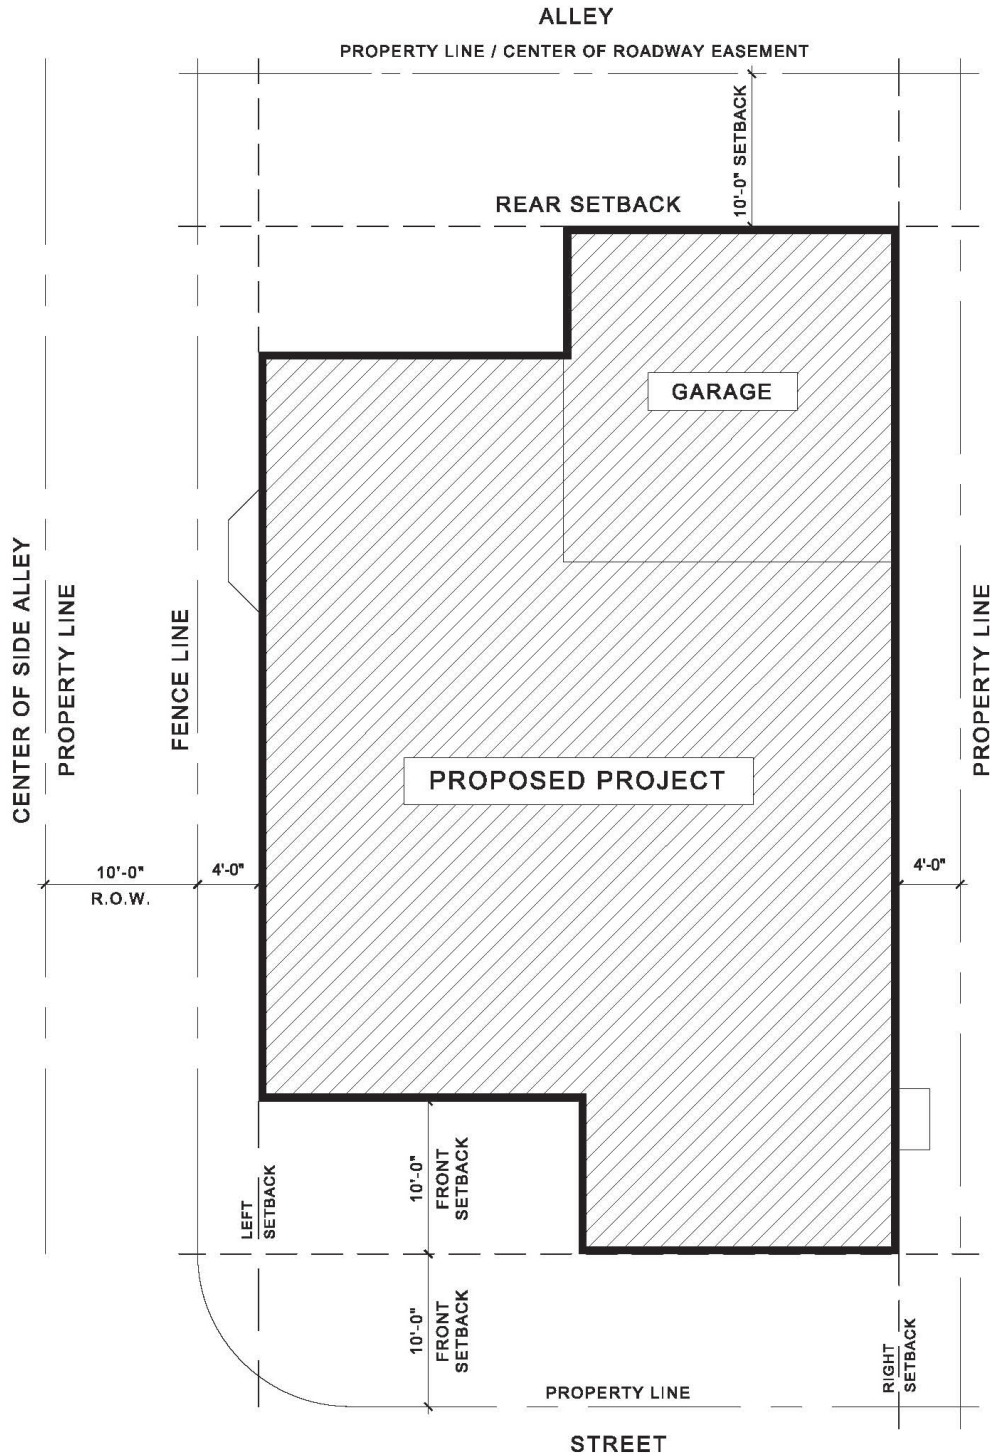 ALLEY
PROPERTY LINE / CENTER OF ROADWAY EASEMENT
10'-0" SETBACK
REAR SETBACK
GARAGE
CENTER OF SIDE ALLEY
PROPERTY LINE
FENCE LINE
PROPERTY LINE
PROPOSED PROJECT
10'-0"
R.O.W.
4'-0"
4'-0"
LEFT
SETBACK
10'-0"
FRONT
SETBACK
10'-0"
FRONT
SETBACK
RIGHT
SETBACK
PROPERTY LINE
STREET